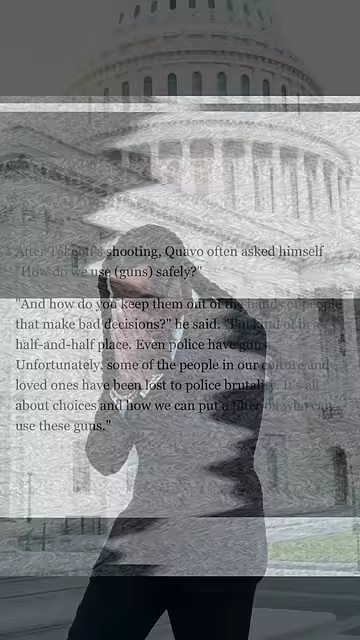 After Takeoff's shooting, Quavo often asked himself
"How do we use (guns) safely?"
"And how do you keep them out of the hands of people
that make bad decisions?" he said. "I'm kind of in a
half-and-half place. Even police have guns.
Unfortunately, some of the people in our culture and
loved ones have been lost to police brutality. It's all
about choices and how we can put a filter on who can
use these guns."